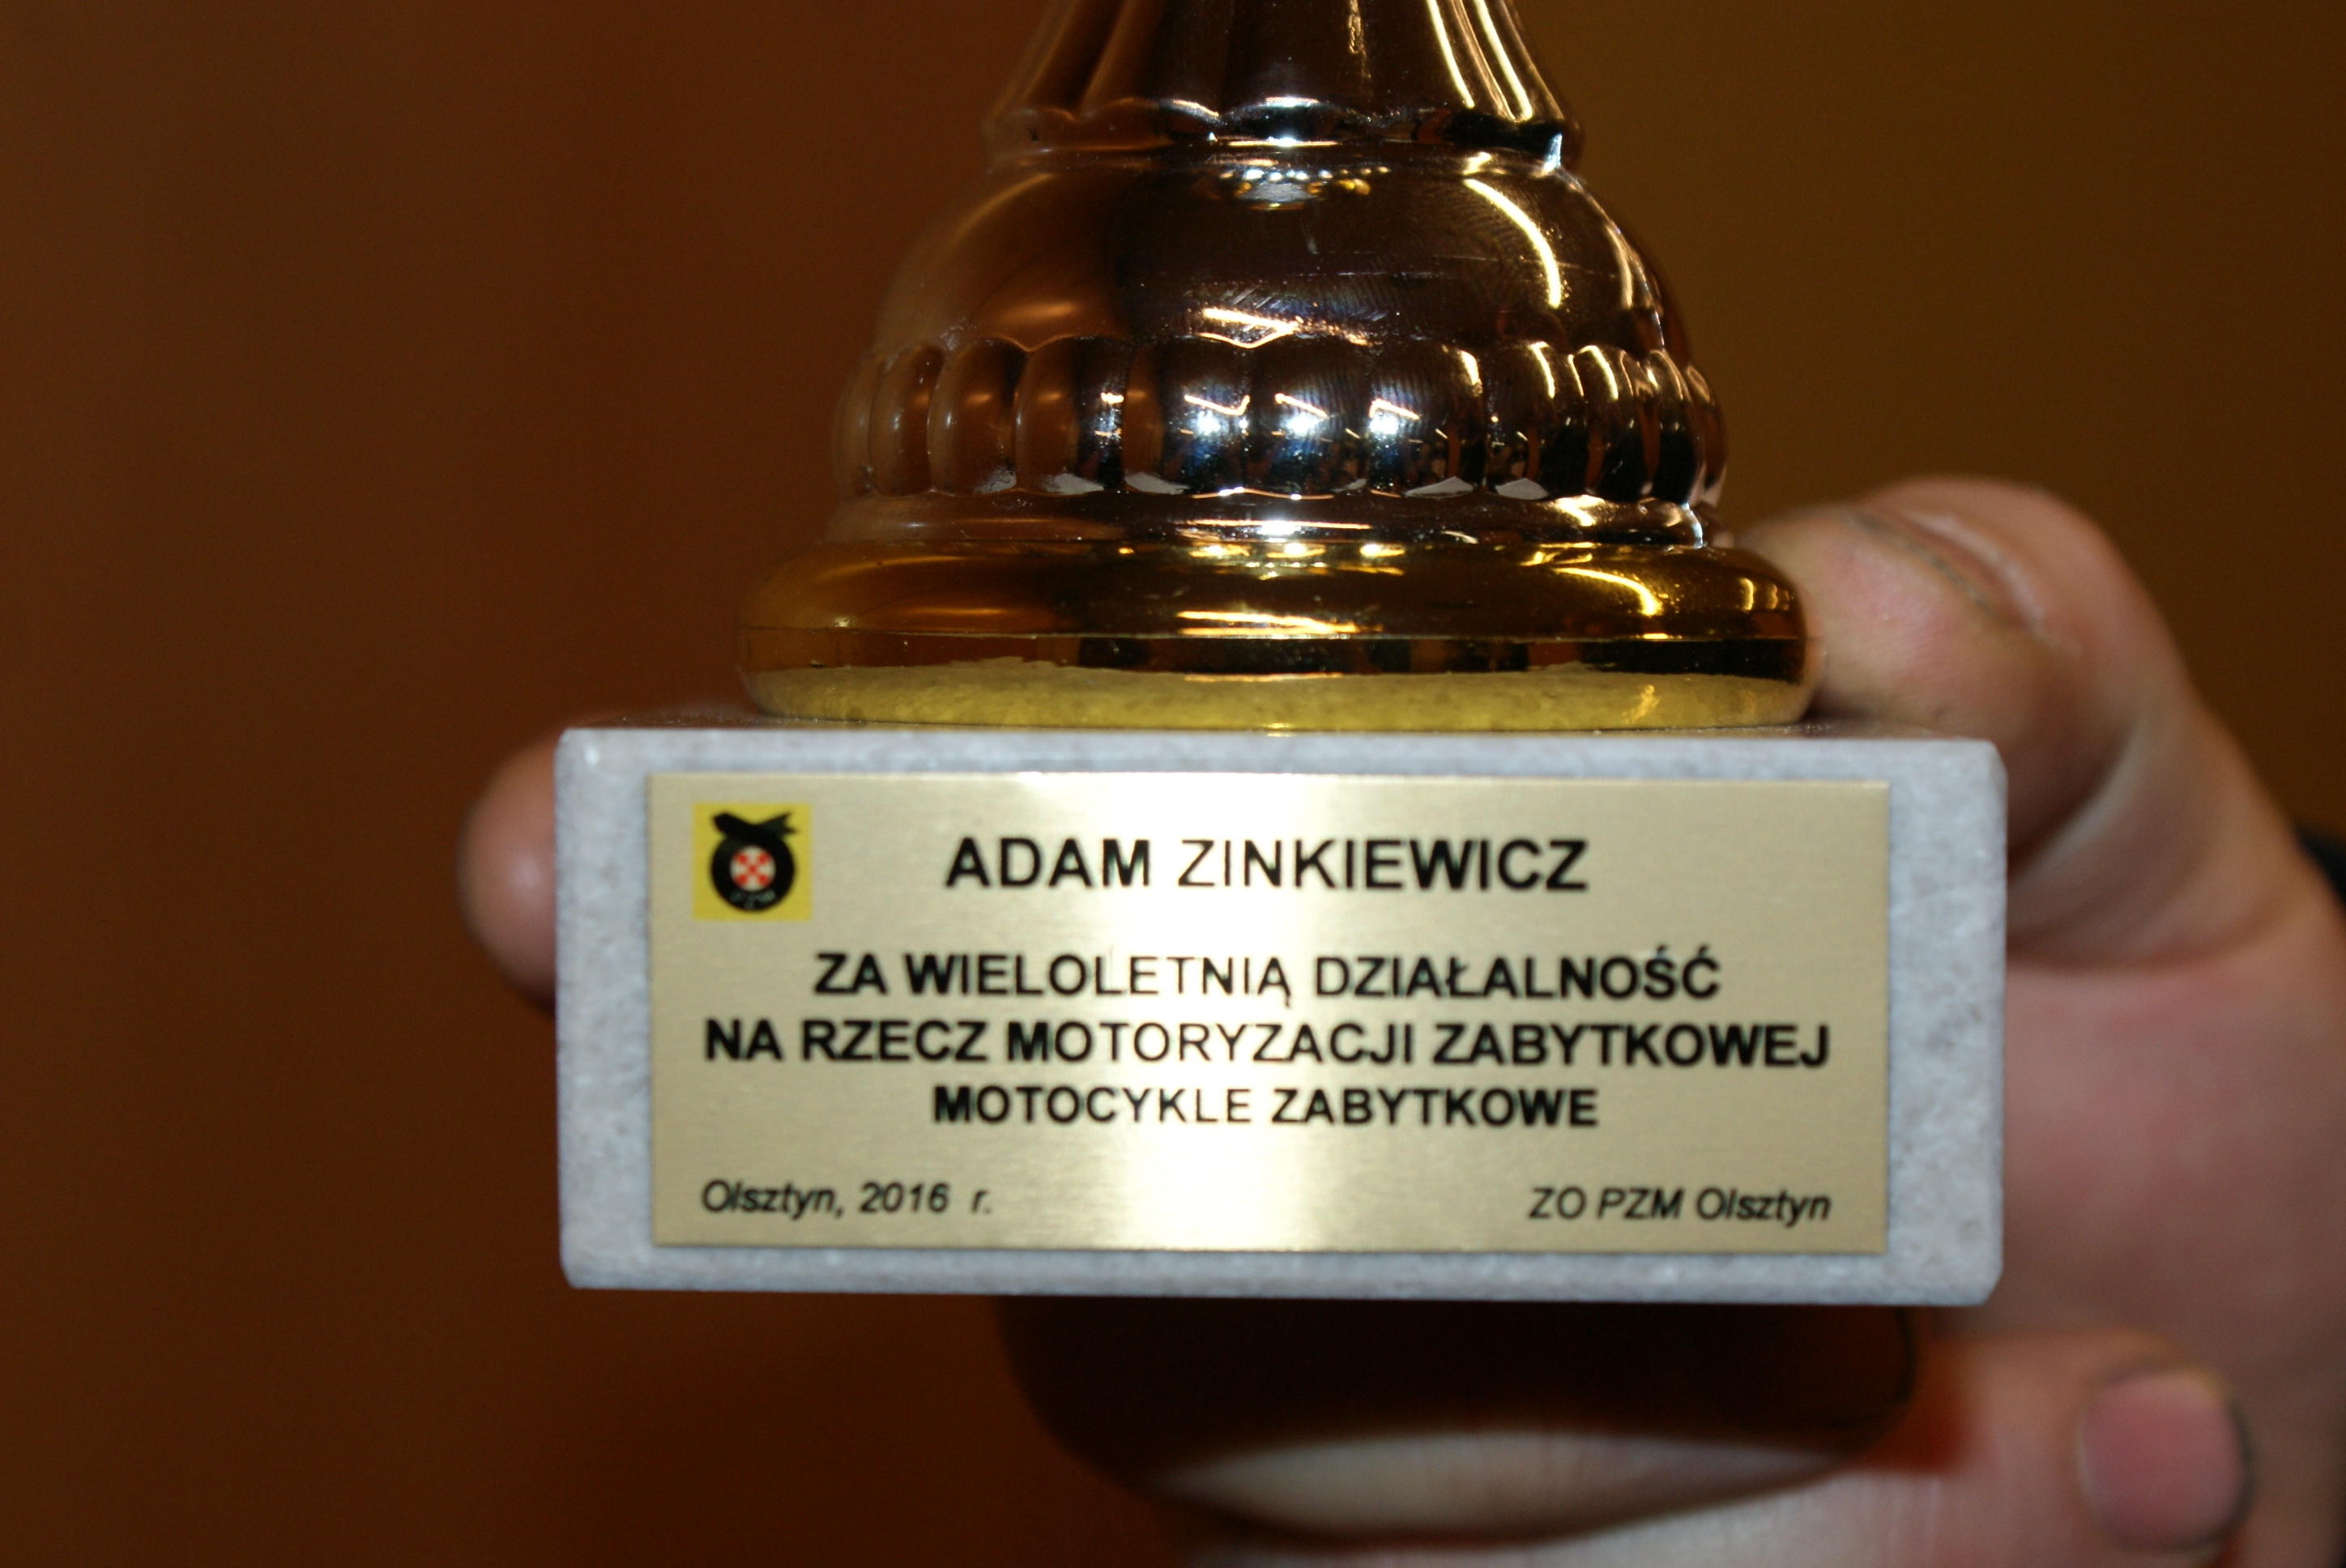 ADAM ZINKIEWICZ
ZA WIELOLETNIĄ DZIAŁALNOŚĆ
NA RZECZ MOTORYZACJI ZABYTKOWEJ
MOTOCYKLE ZABYTKOWE
Olsztyn, 2016 r.
ZO PZM Olsztyn